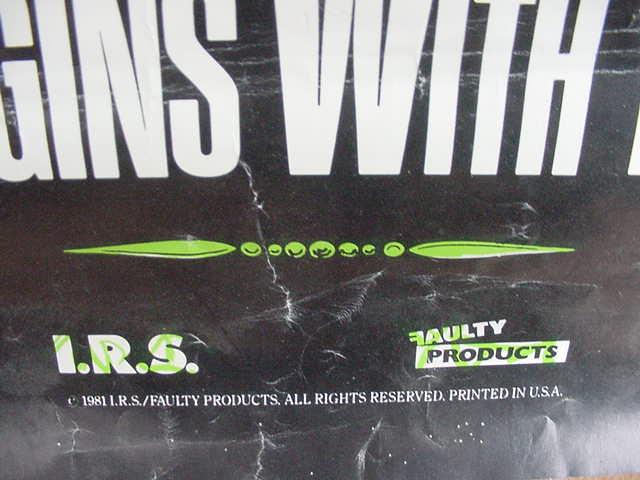 GINS WITH
I.R.S.
FAULTY
PRODUCTS
© 1981 I.R.S./FAULTY PRODUCTS. ALL RIGHTS RESERVED. PRINTED IN U.S.A.